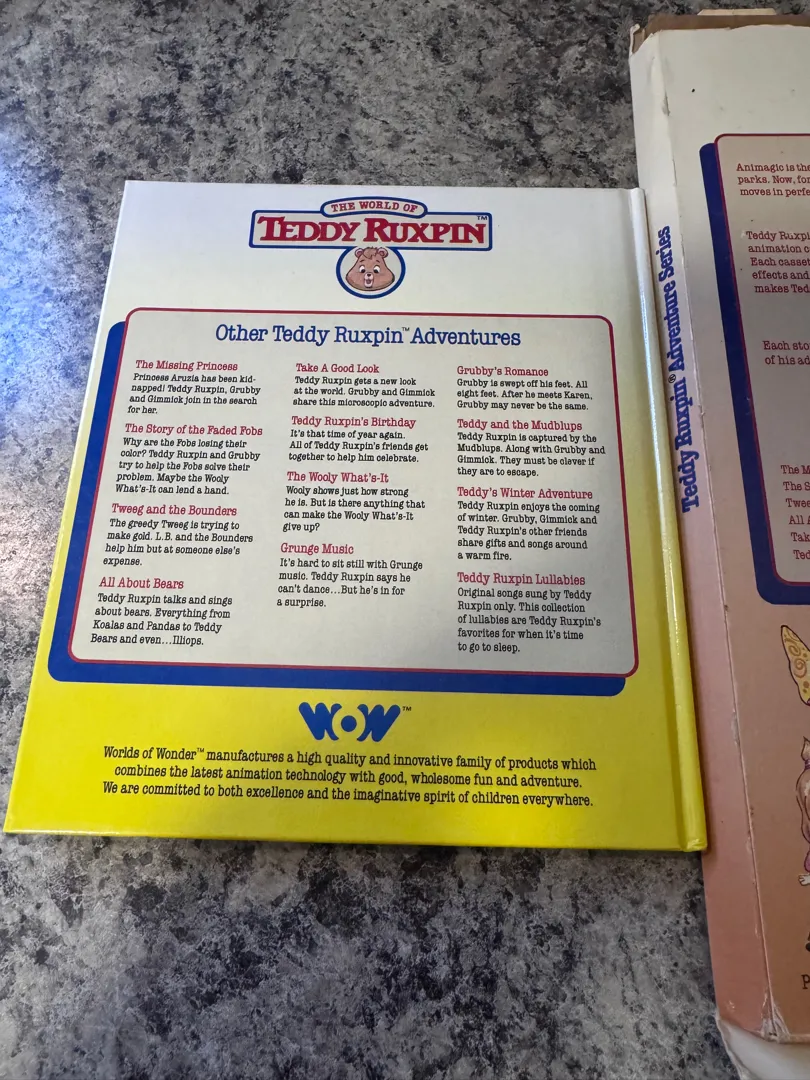 THE WORLD OF
TEDDY RUXPIN™
Other Teddy Ruxpin™ Adventures
The Missing Princess
Princess Aruzia has been kid-
napped! Teddy Ruxpin, Grubby
and Gimmick join in the search
for her.
The Story of the Faded Fobs
Why are the Fobs losing their
color? Teddy Ruxpin and Grubby
try to help the Fobs solve their
problem. Maybe the Wooly
What's-It can lend a hand.
Tweeg and the Bounders
The greedy Tweeg is trying to
make gold. L.B. and the Bounders
help him but at someone else's
expense.
All About Bears
Teddy Ruxpin talks and sings
about bears. Everything from
Koalas and Pandas to Teddy
Bears and even...Illiops.
Take A Good Look
Teddy Ruxpin gets a new look
at the world. Grubby and Gimmick
share this microscopic adventure.
Teddy Ruxpin's Birthday
It's that time of year again.
All of Teddy Ruxpin's friends get
together to help him celebrate.
The Wooly What's-It
Wooly shows just how strong
he is. But is there anything that
can make the Wooly What's-It
give up?
Grunge Music
It's hard to sit still with Grunge
music. Teddy Ruxpin says he
can't dance...But he's in for
a surprise.
Grubby's Romance
Grubby is swept off his feet. All
eight feet. After he meets Karen,
Grubby may never be the same.
Teddy and the Mudblups
Teddy Ruxpin is captured by the
Mudblups. Along with Grubby and
Gimmick. They must be clever if
they are to escape.
Teddy's Winter Adventure
Teddy Ruxpin enjoys the coming
of winter. Grubby, Gimmick and
Teddy Ruxpin's other friends
share gifts and songs around
a warm fire.
Teddy Ruxpin Lullabies
Original songs sung by Teddy
Ruxpin only. This collection
of lullabies are Teddy Ruxpin's
favorites for when it's time
to go to sleep.
WOW™
Worlds of Wonder™ manufactures a high quality and innovative family of products which
combines the latest animation technology with good, wholesome fun and adventure.
We are committed to both excellence and the imaginative spirit of children everywhere.
Teddy Ruxpin® Adventure Series
Animagic is the
parks. Now, for
moves in perfe
Teddy Ruxpi
animation c
Each casset
effects and
makes Ted
Each sto
of his ad
The M
The S
Twee
All A
Tak
Ted
P